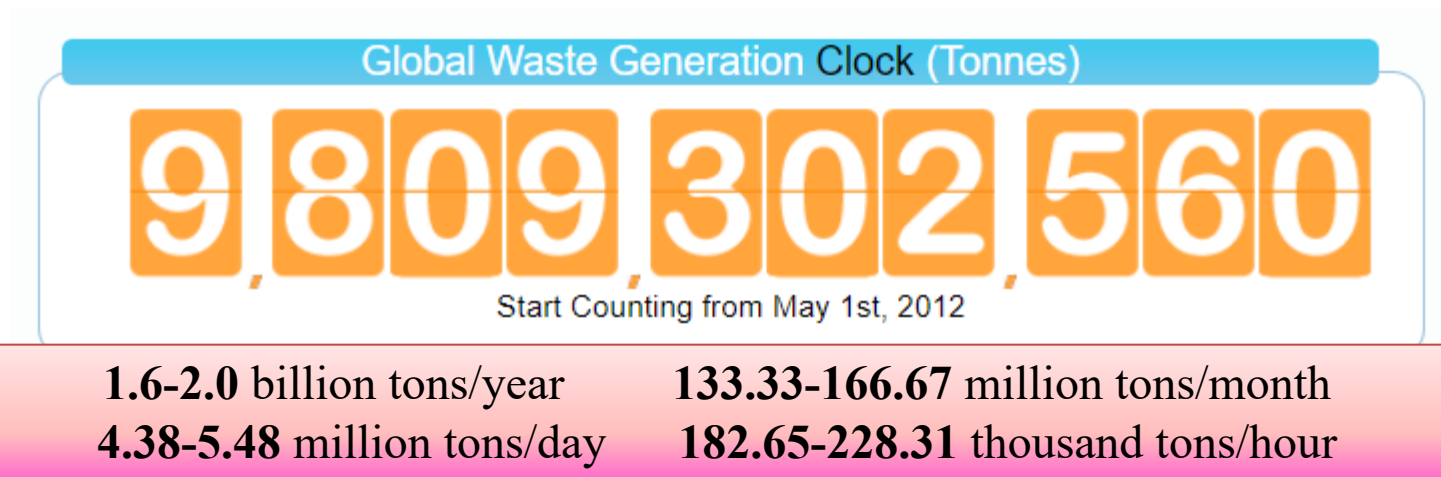 Global Waste Generation Clock (Tonnes)
9,809,302,560
Start Counting from May 1st, 2012
1.6-2.0 billion tons/year 133.33-166.67 million tons/month
4.38-5.48 million tons/day 182.65-228.31 thousand tons/hour